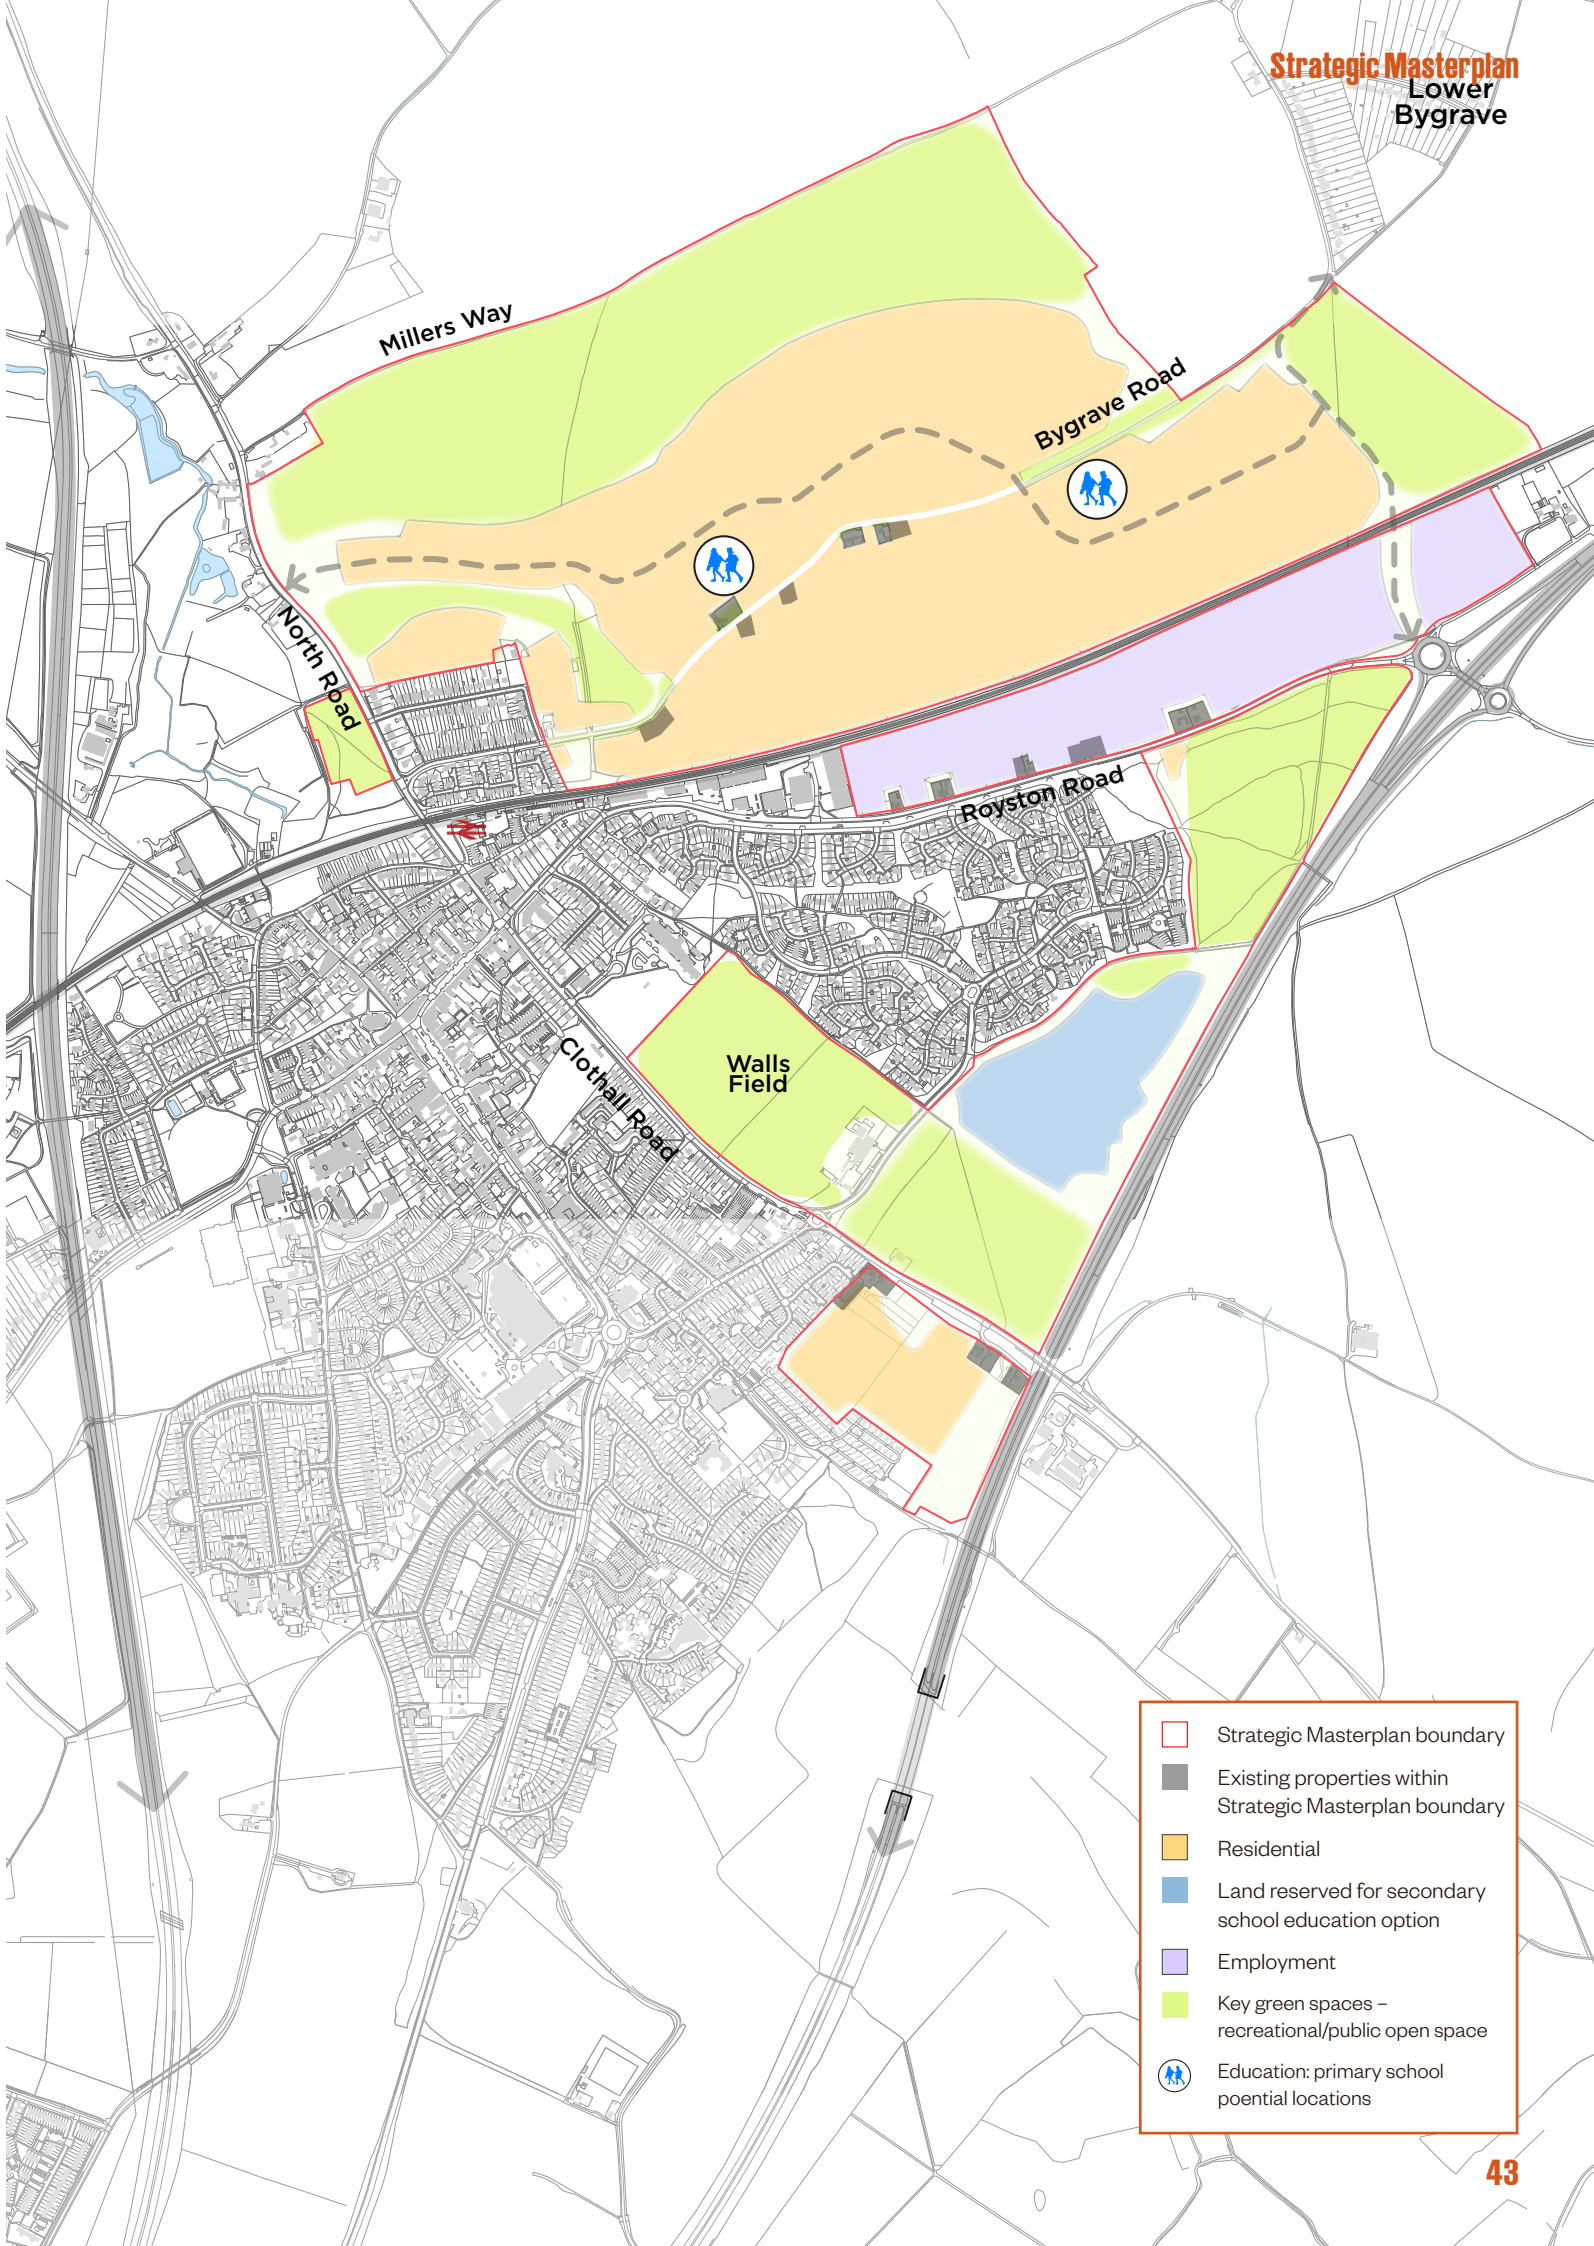 Strategic Masterplan
Lower
Bygrave
Millers Way
Bygrave Road
North Road
Royston Road
Walls
Field
Clothall Road
Strategic Masterplan boundary
Existing properties within
Strategic Masterplan boundary
Residential
Land reserved for secondary
school education option
Employment
Key green spaces –
recreational/public open space
Education: primary school
poential locations
43